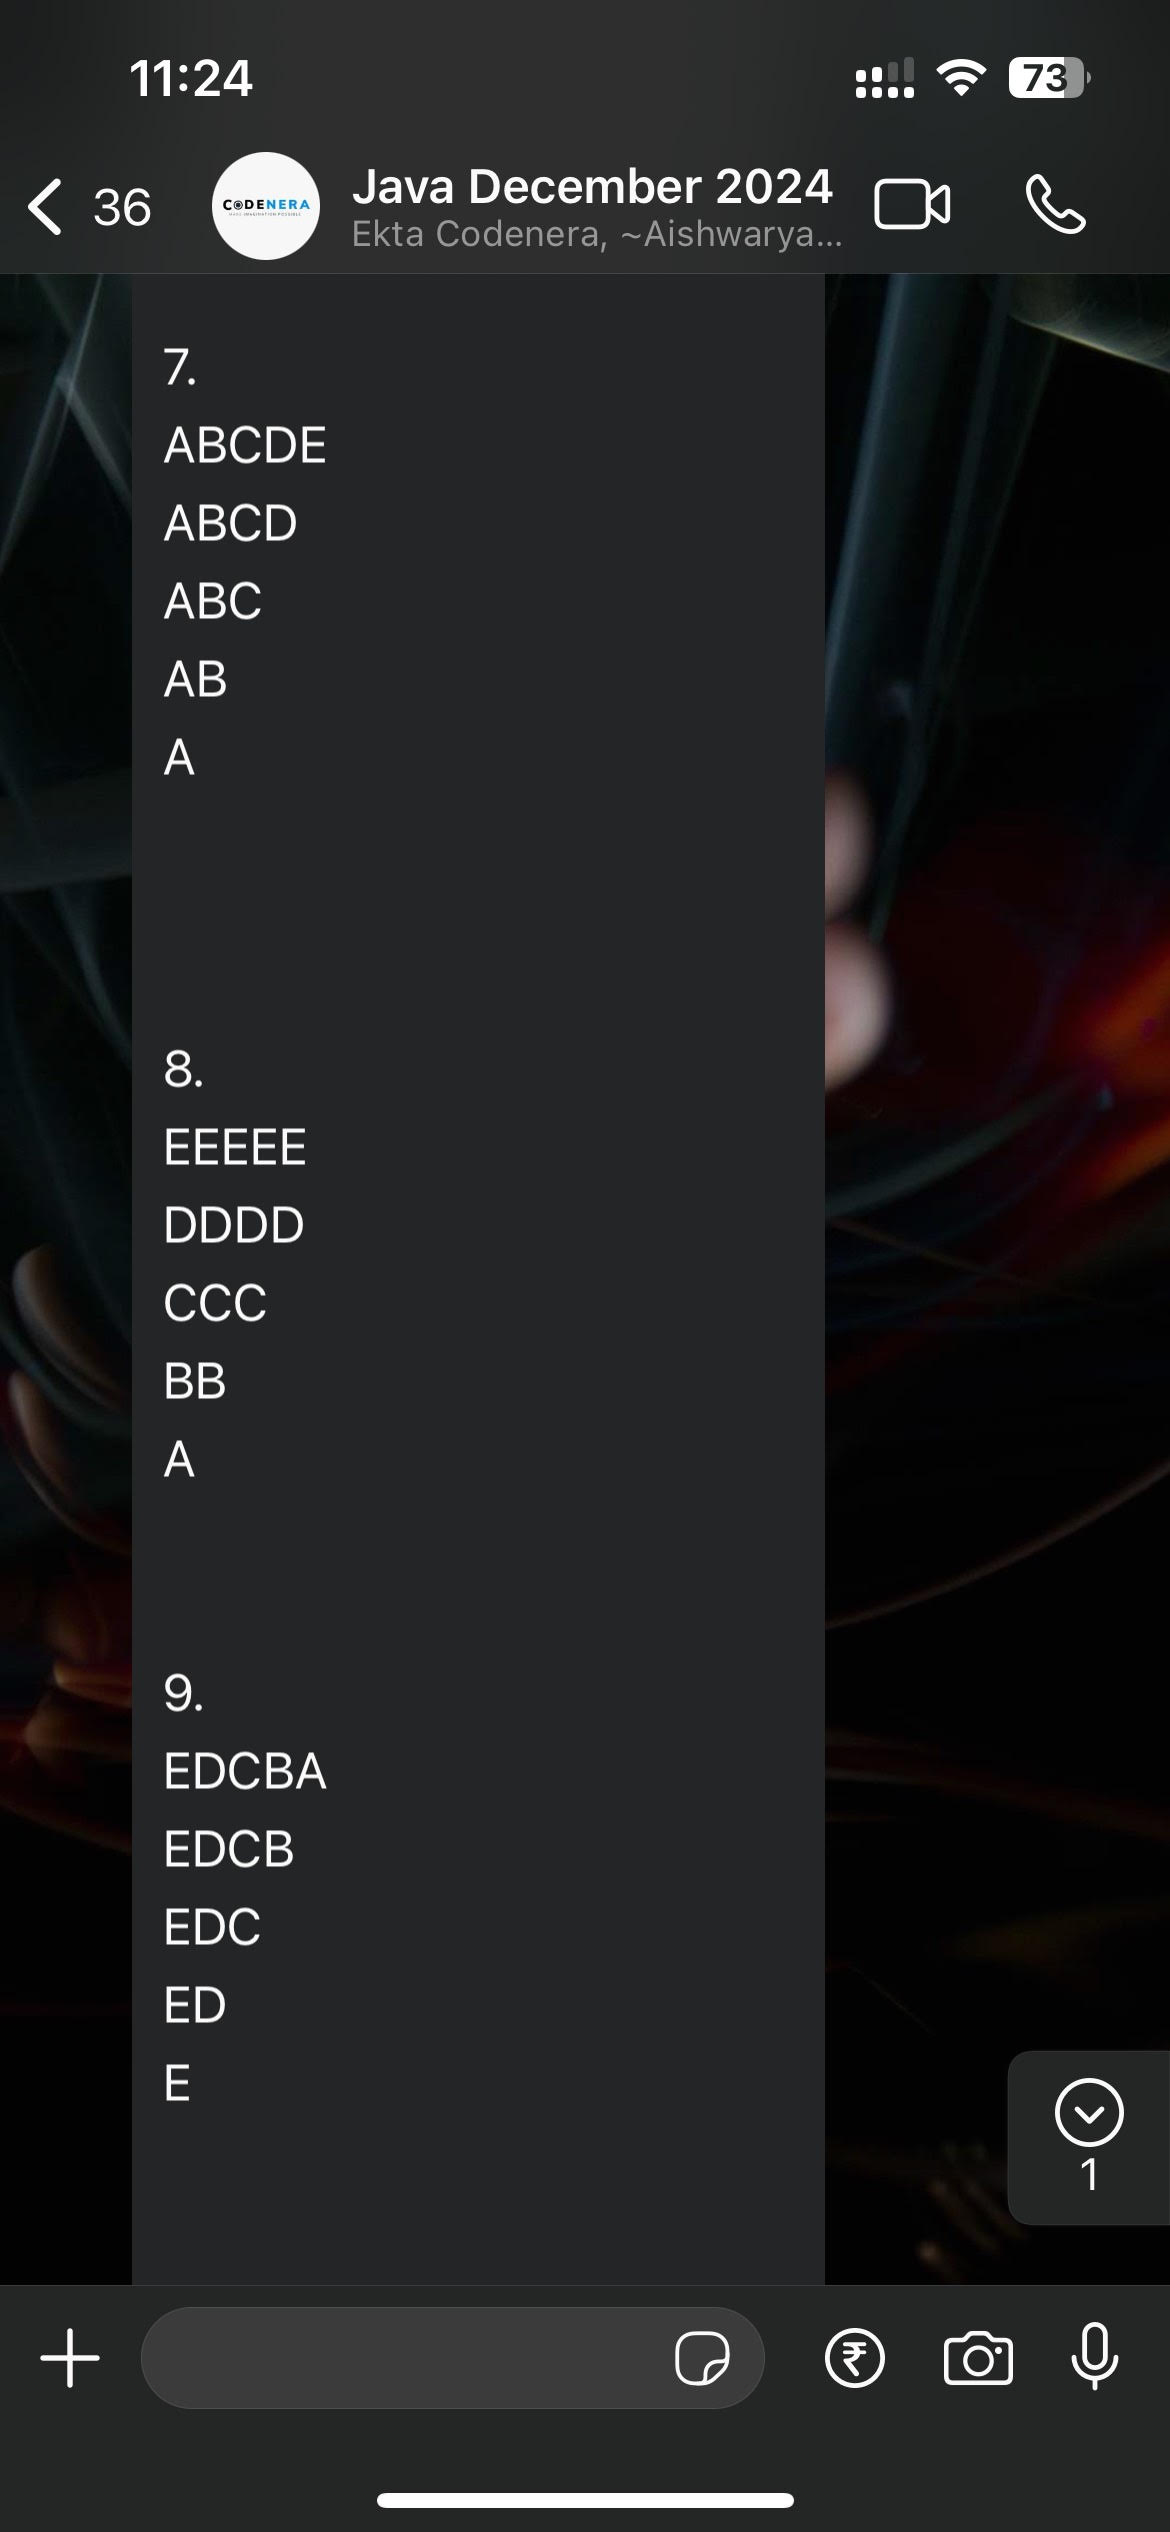 11:24
73
36
CODENERA
Java December 2024
Ekta Codenera, ~Aishwarya...
7.
ABCDE
ABCD
ABC
AB
A
8.
EEEEE
DDDD
CCC
BB
A
9.
EDCBA
EDCB
EDC
ED
E
1
₹